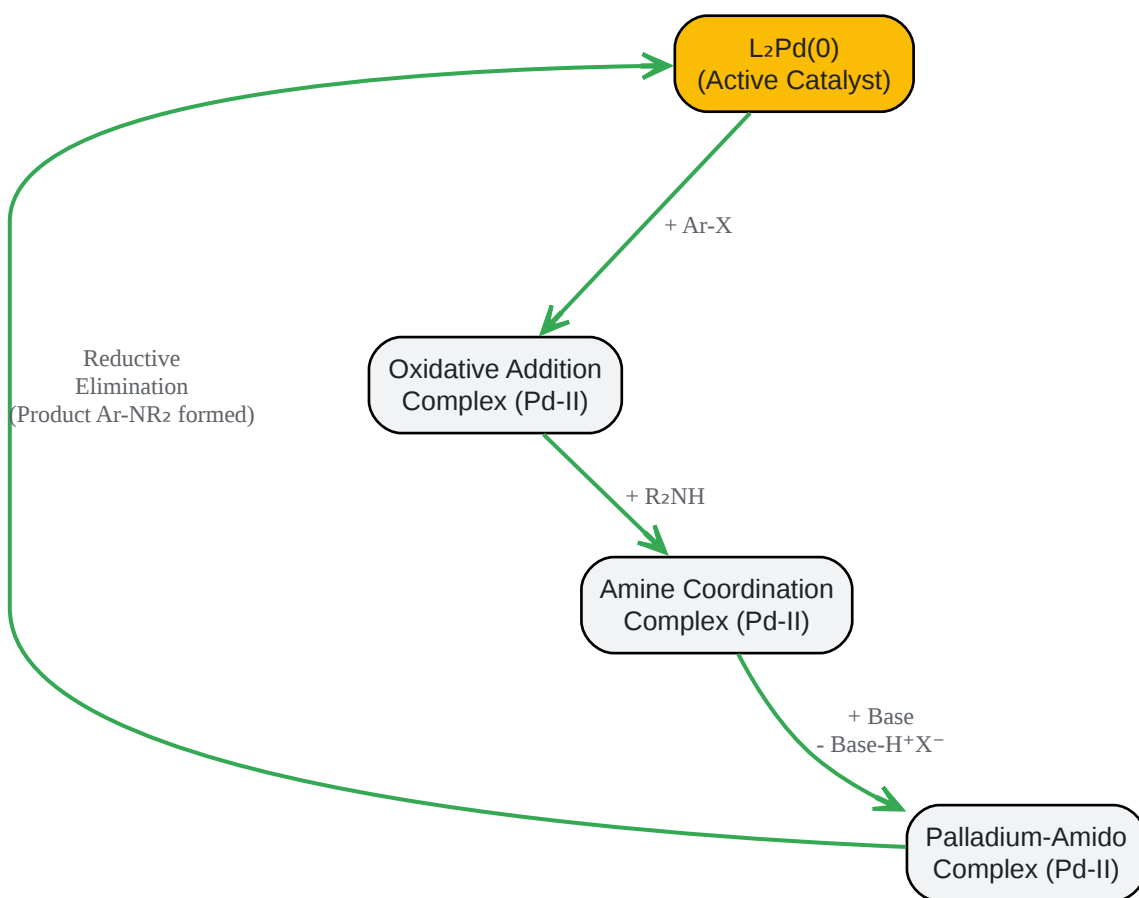 L₂Pd(0)
(Active Catalyst)
+ Ar-X
Oxidative Addition
Complex (Pd-II)
Reductive
Elimination
(Product Ar-NR₂ formed)
+ R₂NH
Amine Coordination
Complex (Pd-II)
+ Base
- Base-H⁺X⁻
Palladium-Amido
Complex (Pd-II)